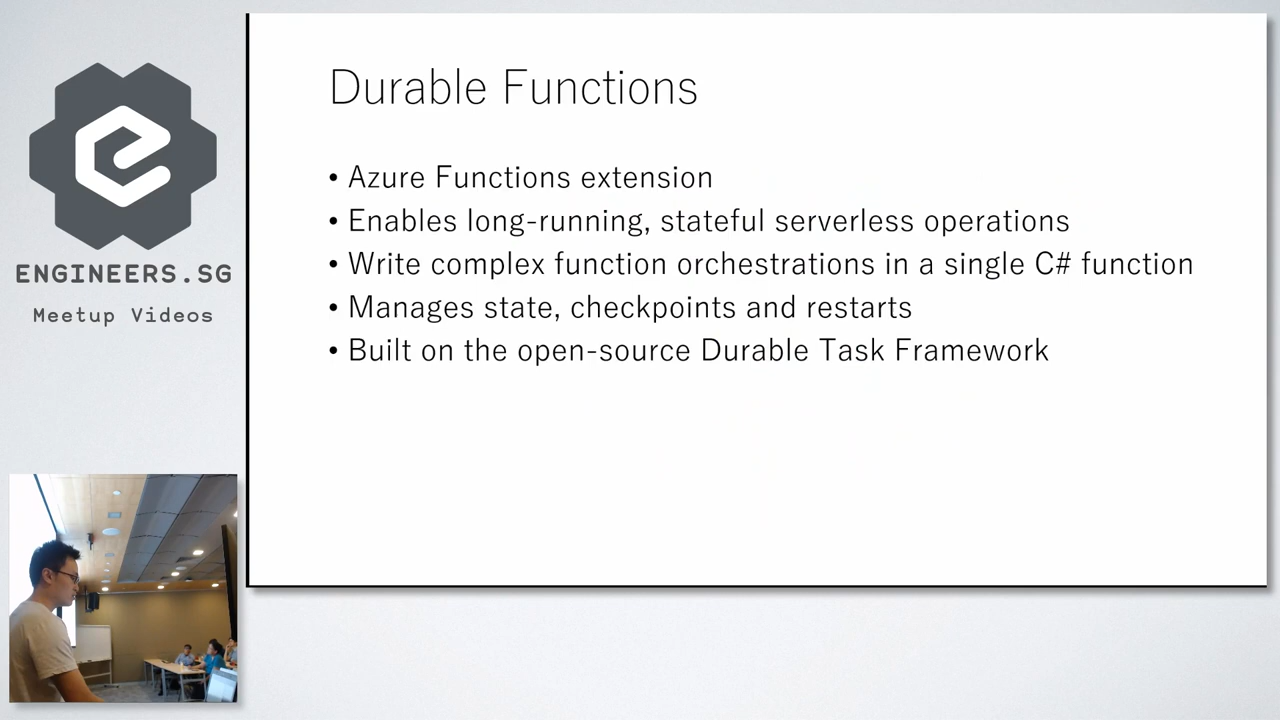 ENGINEERS.SG
Meetup Videos
Durable Functions
• Azure Functions extension
• Enables long-running, stateful serverless operations
• Write complex function orchestrations in a single C# function
• Manages state, checkpoints and restarts
• Built on the open-source Durable Task Framework